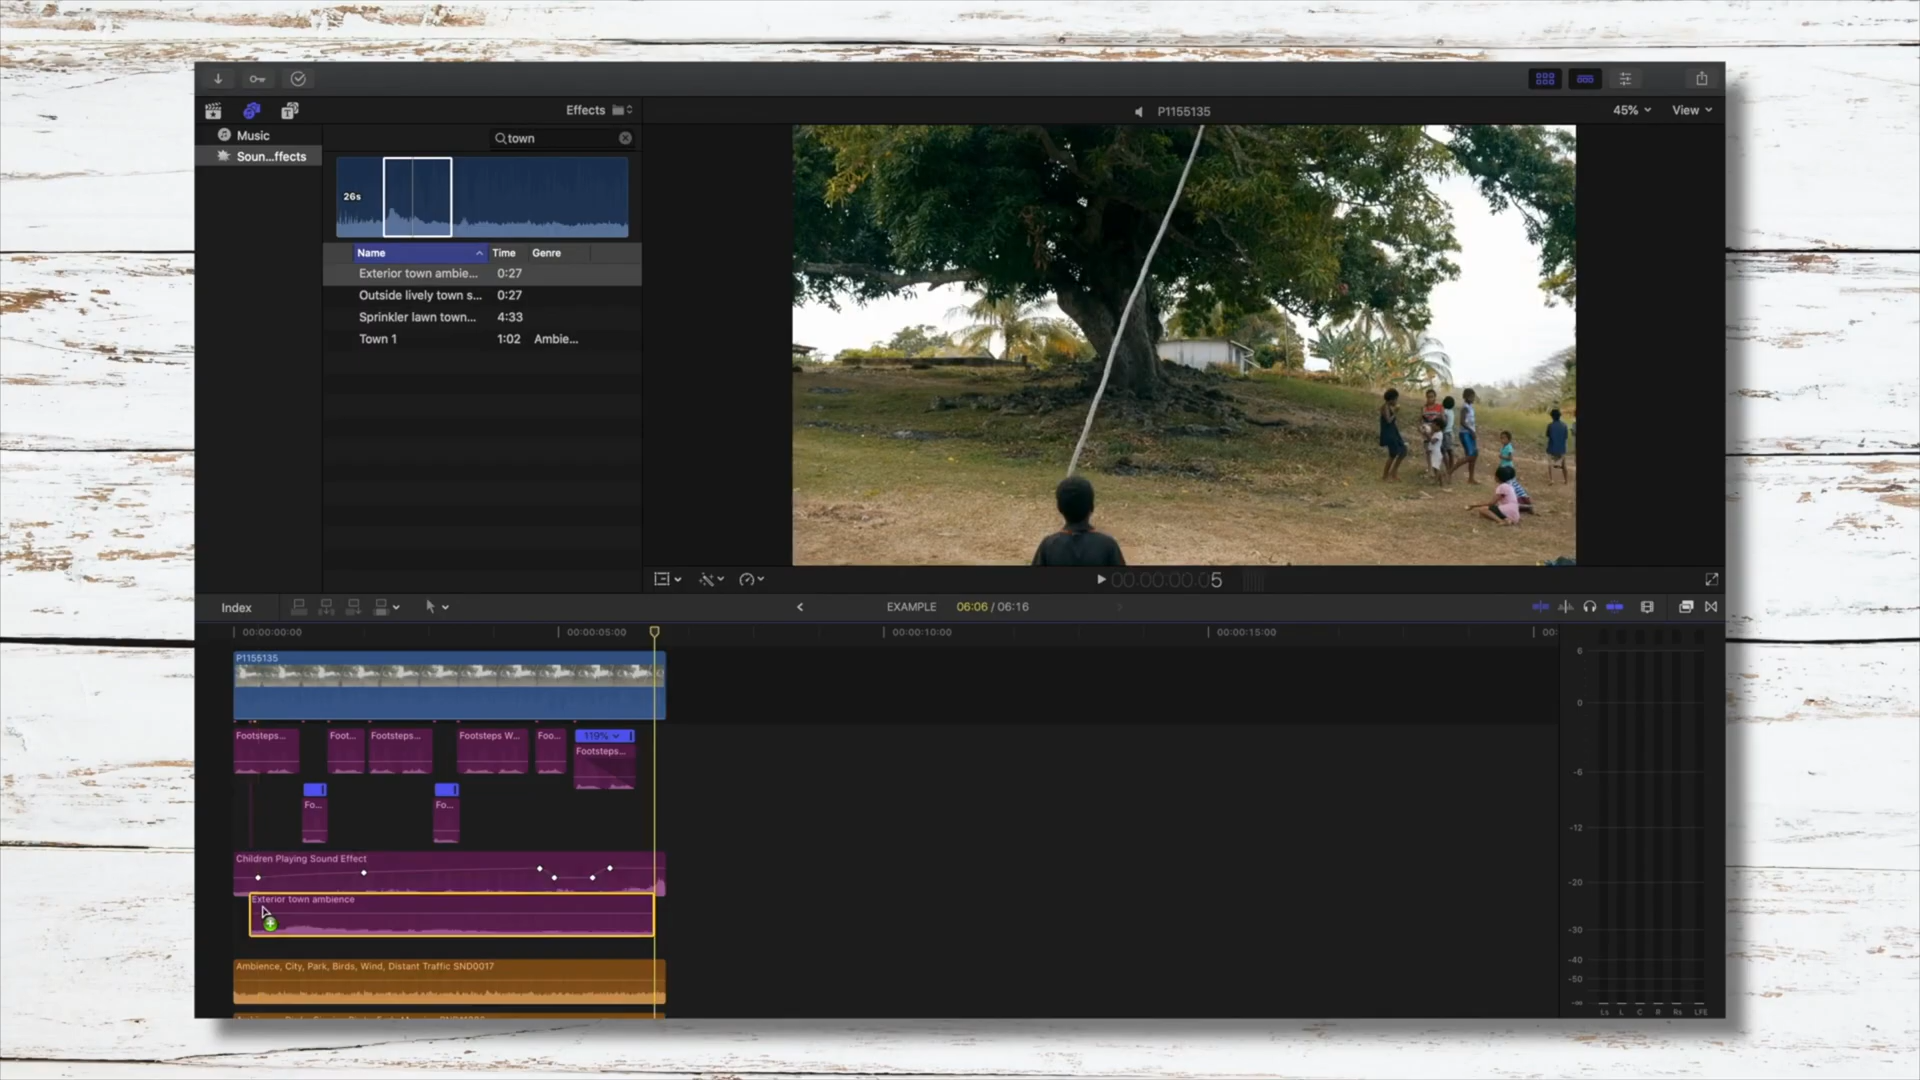 Effects
P1155135
45%
View
Music
town
Soun...ffects
26s
Name Time Genre
Exterior town ambie... 0:27
Outside lively town s... 0:27
Sprinkler lawn town... 4:33
Town 1 1:02 Ambie...
00:00:00:05
Index
EXAMPLE 06:06 / 06:16
00:00:00:00 00:00:05:00 00:00:10:00 00:00:15:00 00:
P1155135
Footsteps... Foot... Footsteps... Footsteps W... Foo... 119%
Footsteps...
Fo... Fo...
Children Playing Sound Effect
Exterior town ambience
Ambience, City, Park, Birds, Wind, Distant Traffic SND0017
6
0
-6
-12
-20
-30
-40
-50
-∞
Ls L C R Rs LFE